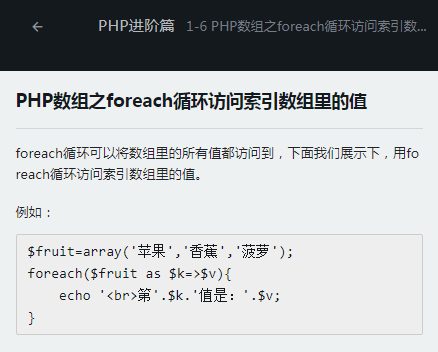 PHP进阶篇 1-6 PHP数组之foreach循环访问索引数...
PHP数组之foreach循环访问索引数组里的值
foreach循环可以将数组里的所有值都访问到，下面我们展示下，用fo
reach循环访问索引数组里的值。
例如：
$fruit=array('苹果','香蕉','菠萝');
foreach($fruit as $k=>$v){
    echo '<br>第'.$k.'值是：'.$v;
}